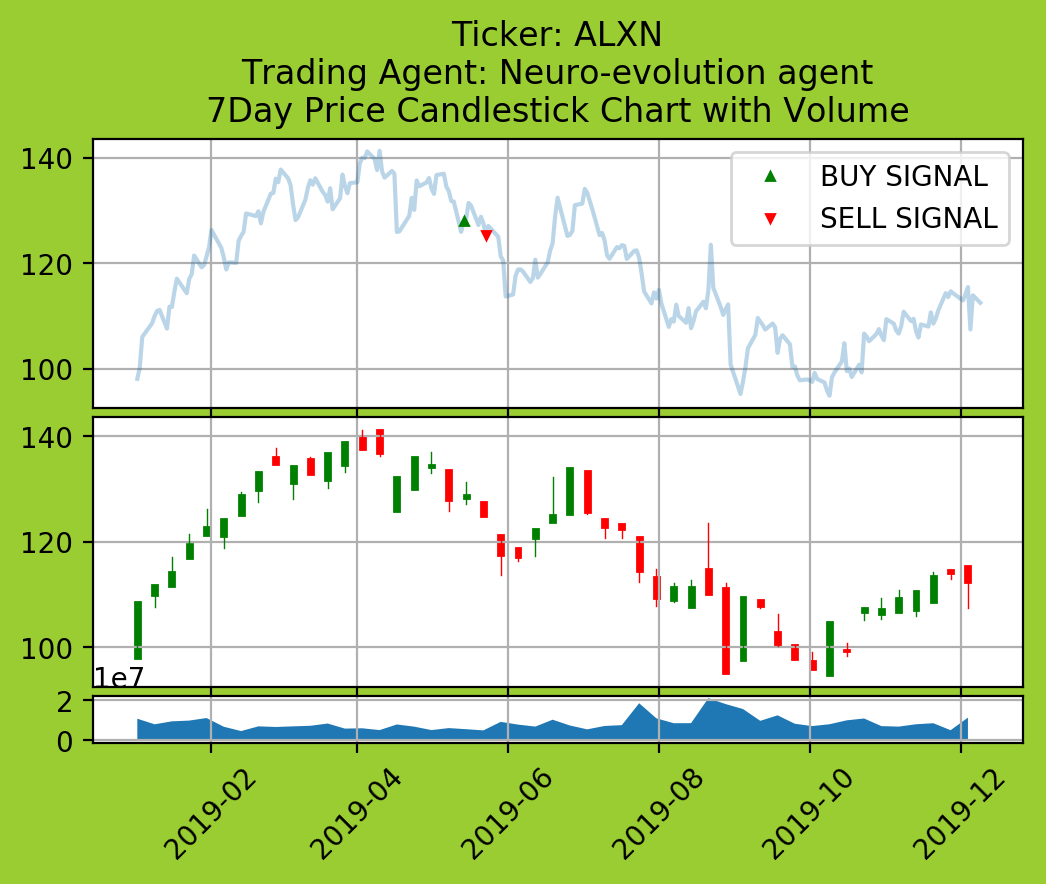 Ticker: ALXN
Trading Agent: Neuro-evolution agent
7Day Price Candlestick Chart with Volume
140
120
100
BUY SIGNAL
SELL SIGNAL
140
120
100
1e7
2
0
2019-02
2019-04
2019-06
2019-08
2019-10
2019-12